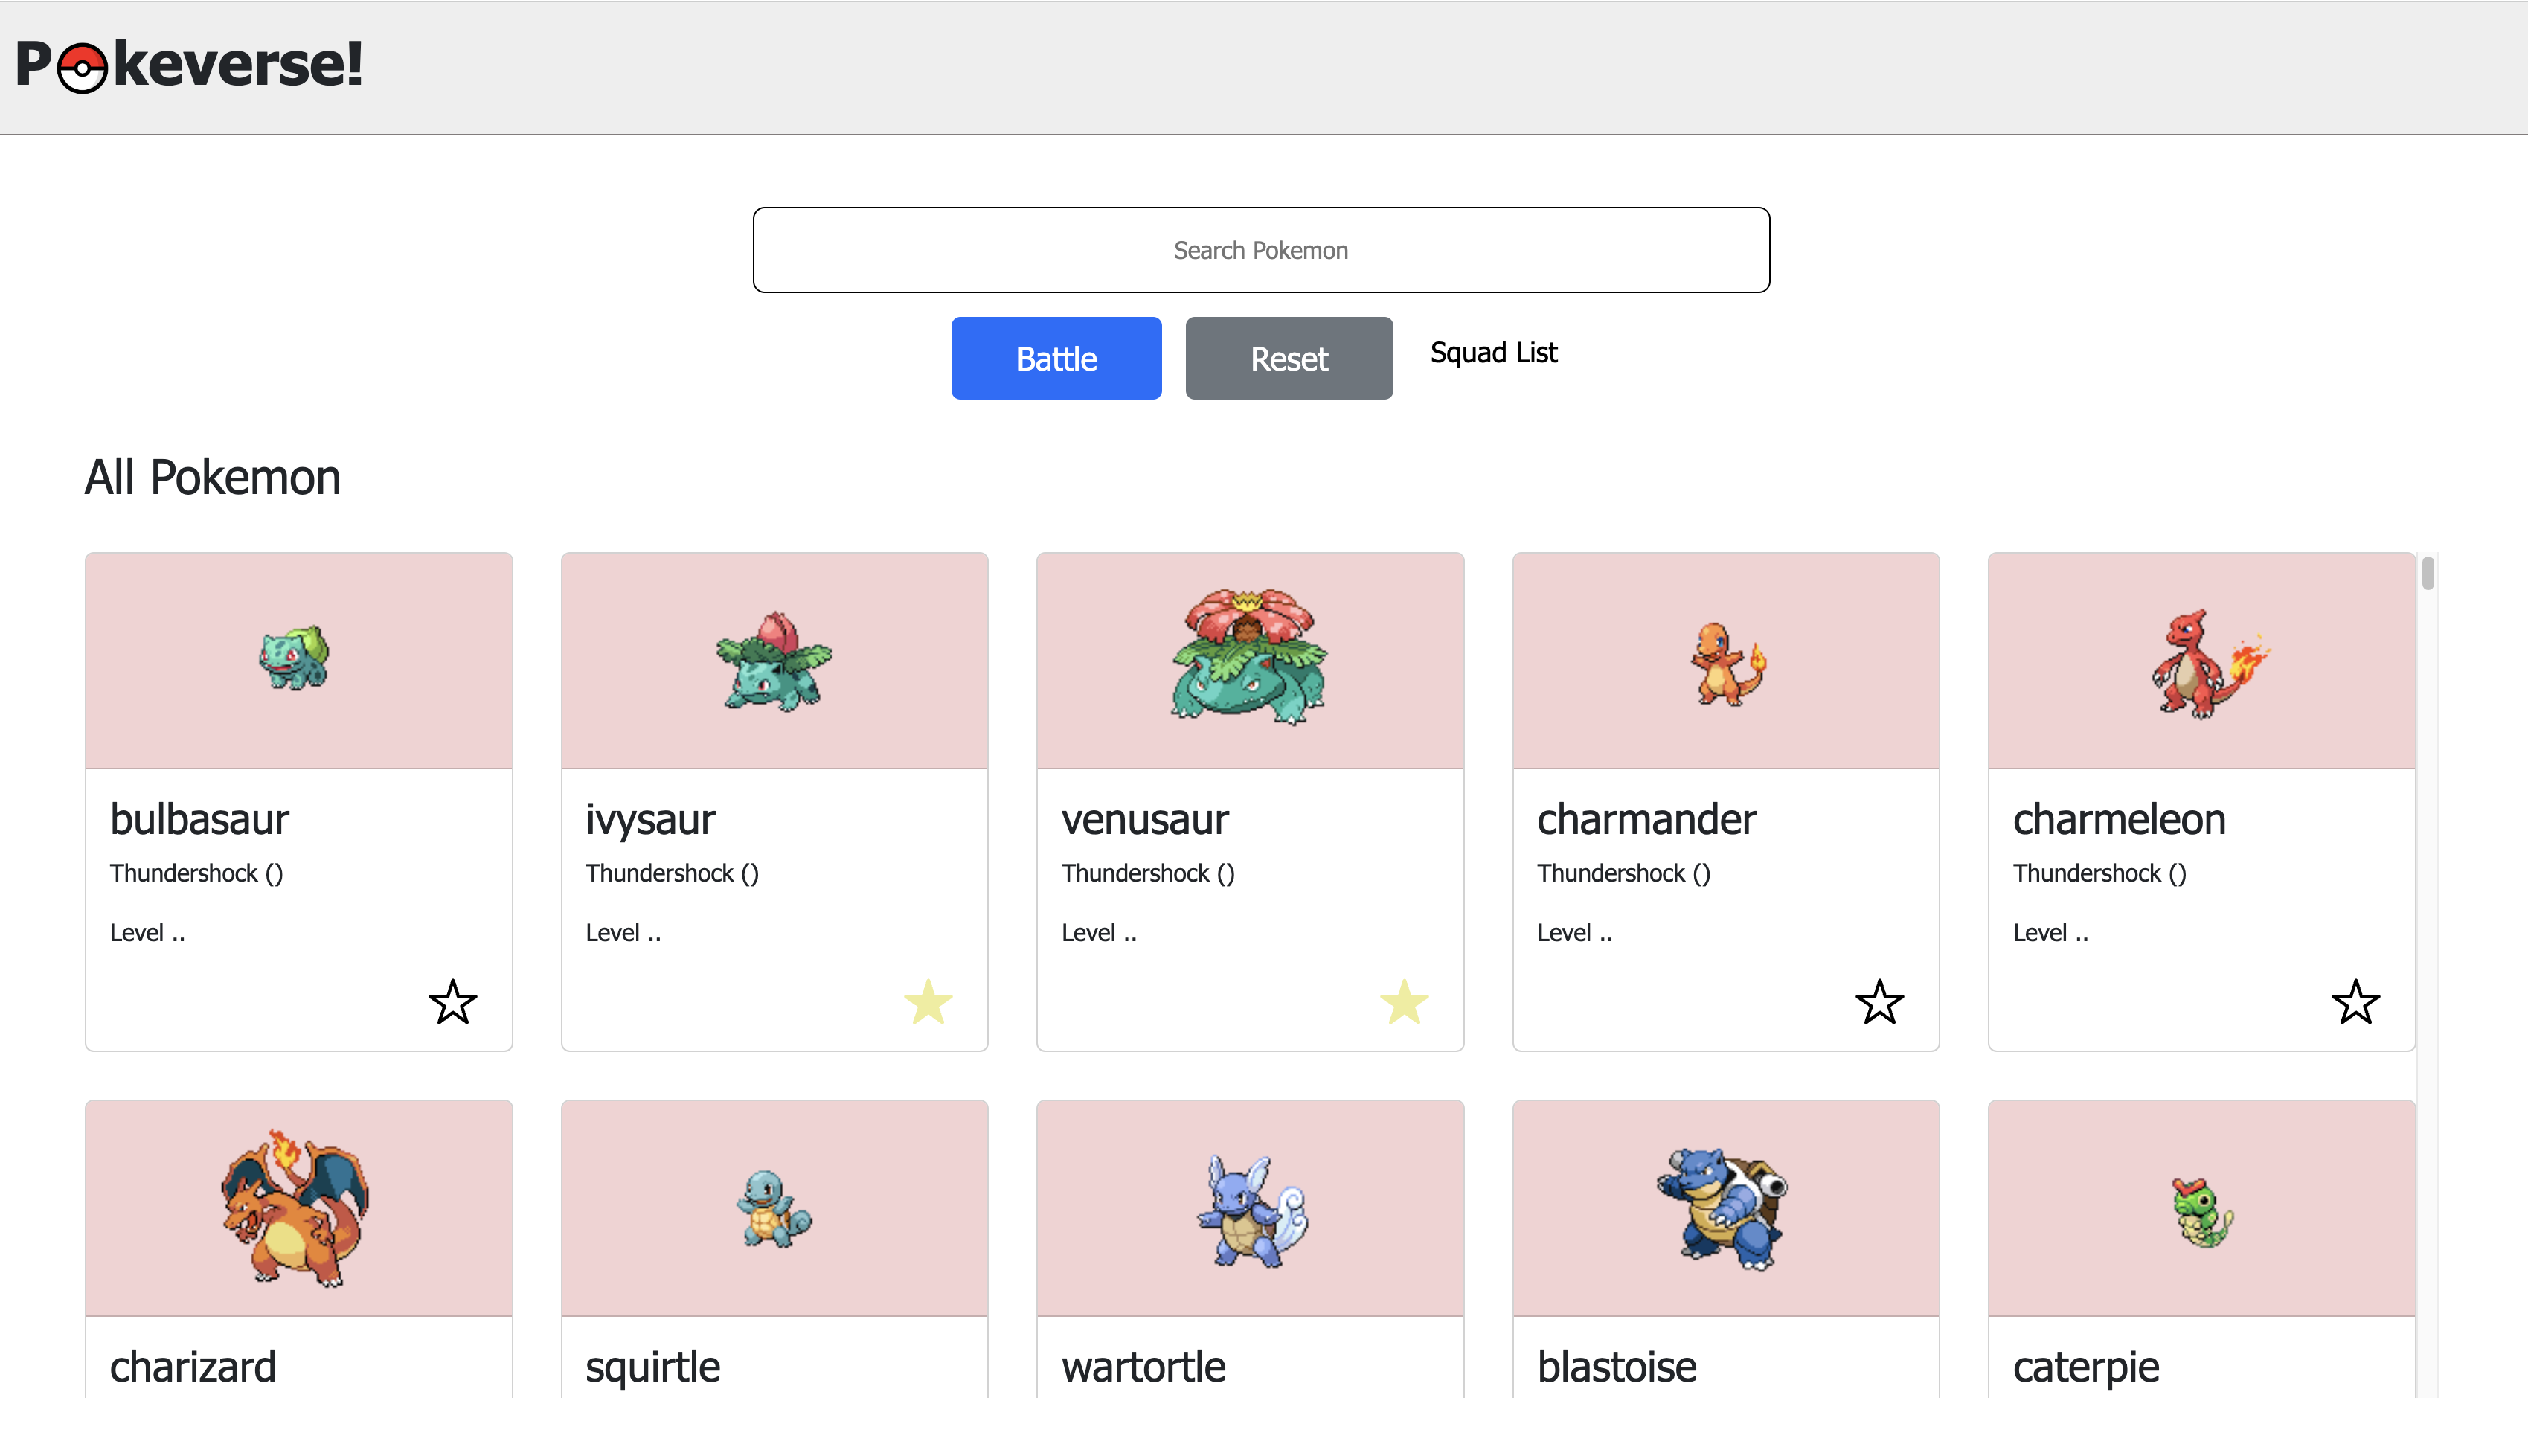 Pokeverse!
Search Pokemon
Battle Reset Squad List
All Pokemon
bulbasaur ivysaur venusaur charmander charmeleon
Thundershock () Thundershock () Thundershock () Thundershock () Thundershock ()
Level .. Level .. Level .. Level .. Level ..
charizard squirtle wartortle blastoise caterpie